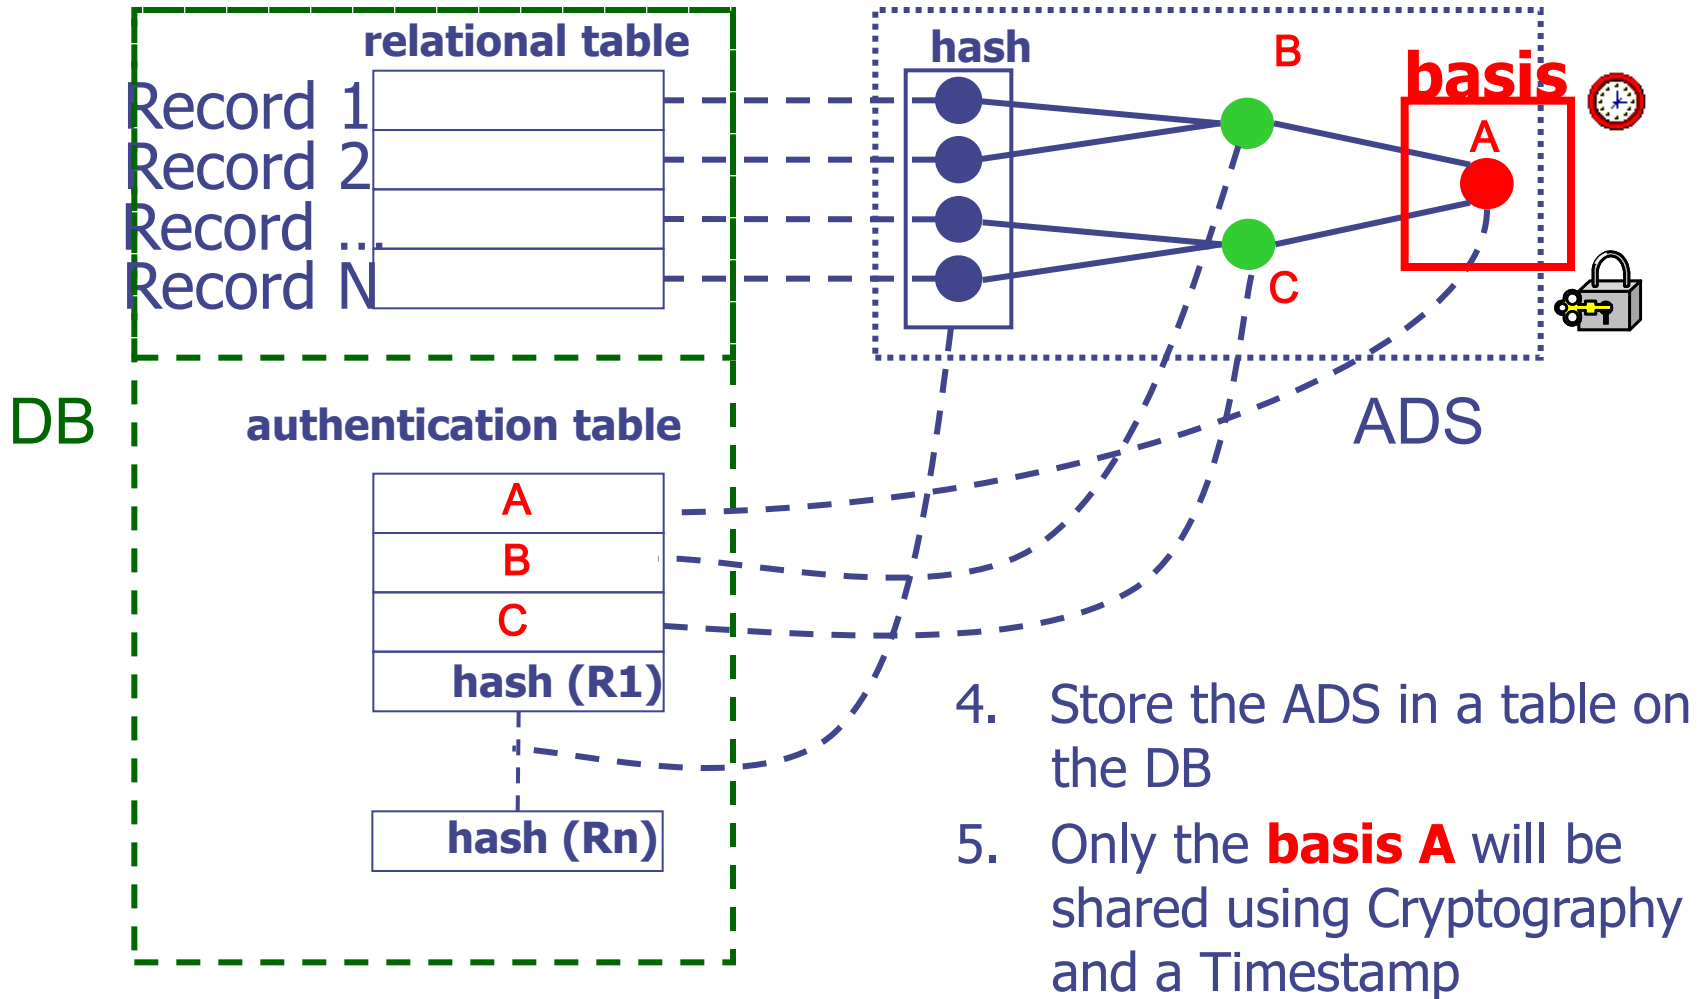 relational table
Record 1
Record 2
Record ...
Record N
hash
B
basis
A
C
DB
authentication table
ADS
A
B
C
hash (R1)
hash (Rn)
4. Store the ADS in a table on
the DB
5. Only the basis A will be
shared using Cryptography
and a Timestamp